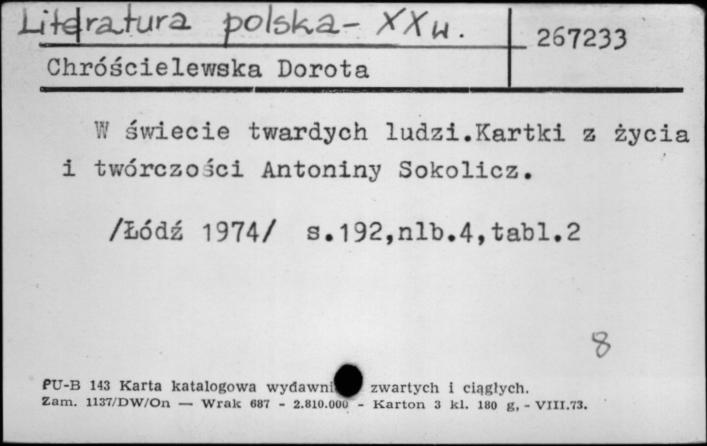 Literatura polska - XXw.
267233
Chróścielewska Dorota
W świecie twardych ludzi.Kartki z życia
i twórczości Antoniny Sokolicz.
/Łódź 1974/ s.192,nlb.4,tabl.2
8
PU-B 143 Karta katalogowa wydawni zwartych i ciągłych.
Zam. 1137/DW/On — Wrak 687 - 2.810.000 - Karton 3 kl. 180 g, - VIII.73.